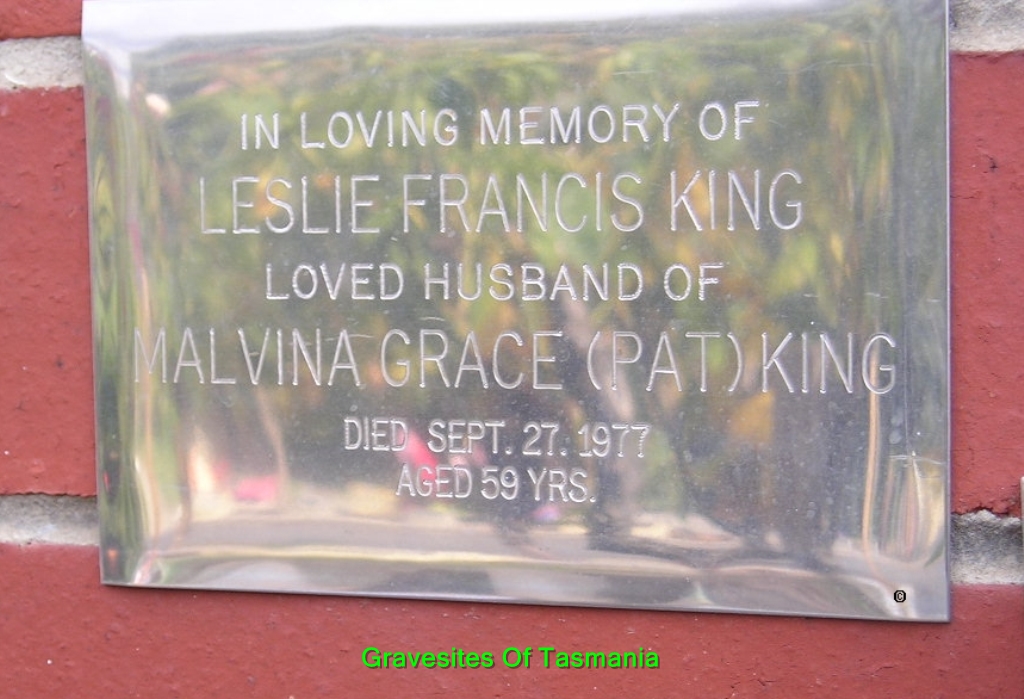 IN LOVING MEMORY OF
LESLIE FRANCIS KING
LOVED HUSBAND OF
MALVINA GRACE (PAT) KING
DIED SEPT. 27. 1977
AGED 59 YRS.
©
Gravesites Of Tasmania